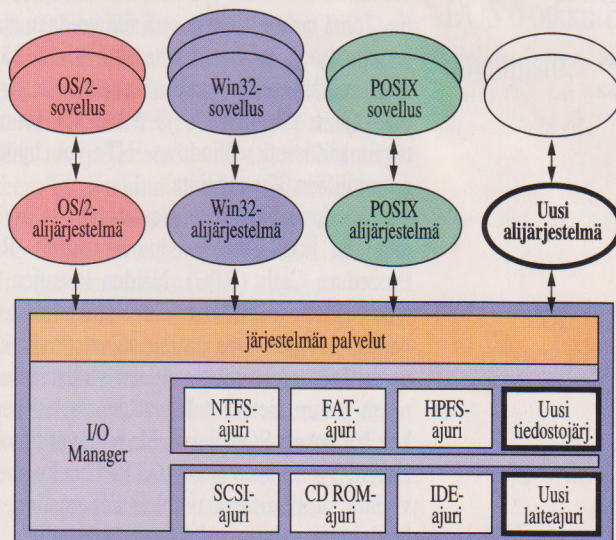 OS/2-
sovellus
Win32-
sovellus
POSIX
sovellus
OS/2-
alijärjestelmä
Win32-
alijärjestelmä
POSIX
alijärjestelmä
Uusi
alijärjestelmä
järjestelmän palvelut
I/O
Manager
NTFS-
ajuri
FAT-
ajuri
HPFS-
ajuri
Uusi
tiedostojärj.
SCSI-
ajuri
CD ROM-
ajuri
IDE-
ajuri
Uusi
laiteajuri